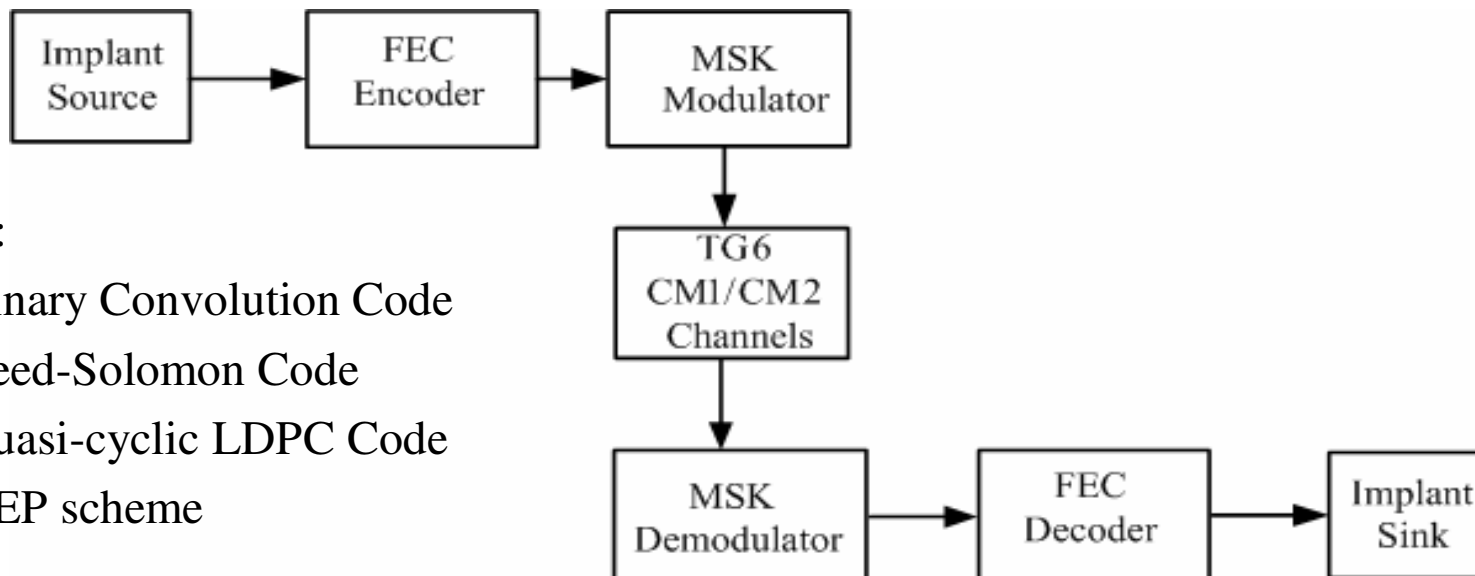 Implant
Source
FEC
Encoder
MSK
Modulator
TG6
CM1/CM2
Channels
:
nary Convolution Code
eed-Solomon Code
uasi-cyclic LDPC Code
EP scheme
MSK
Demodulator
FEC
Decoder
Implant
Sink